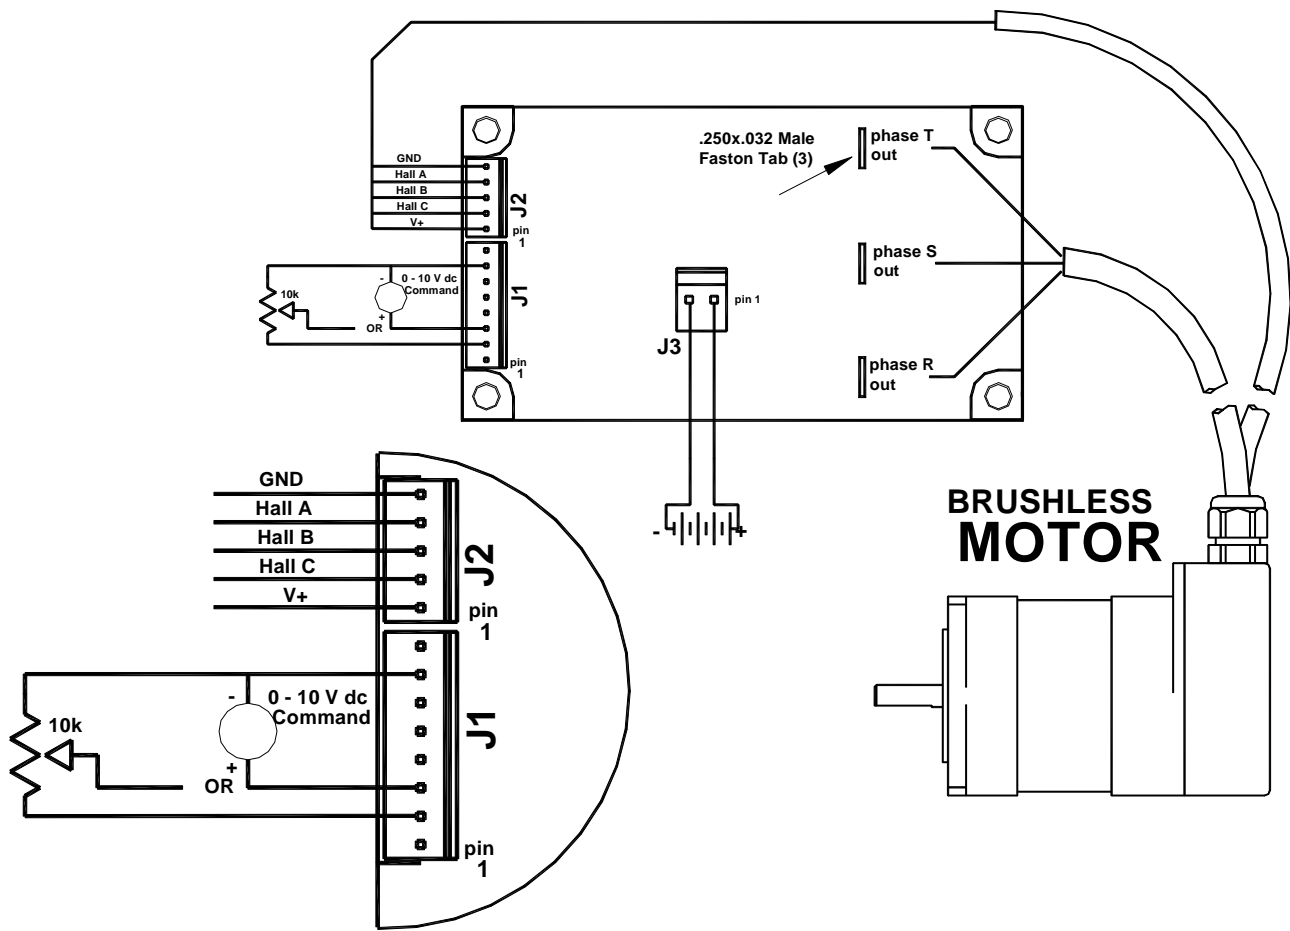 .250x.032 Male
Faston Tab (3)
phase T
out
GND
Hall A
Hall B
Hall C
V+
J2
pin
1
phase S
out
-
0 - 10 V dc
Command
10k
+
OR
J1
pin
1
pin 1
J3
phase R
out
- +
GND
Hall A
Hall B
Hall C
V+
J2
pin
1
-
0 - 10 V dc
Command
10k
+
OR
J1
pin
1
BRUSHLESS
MOTOR